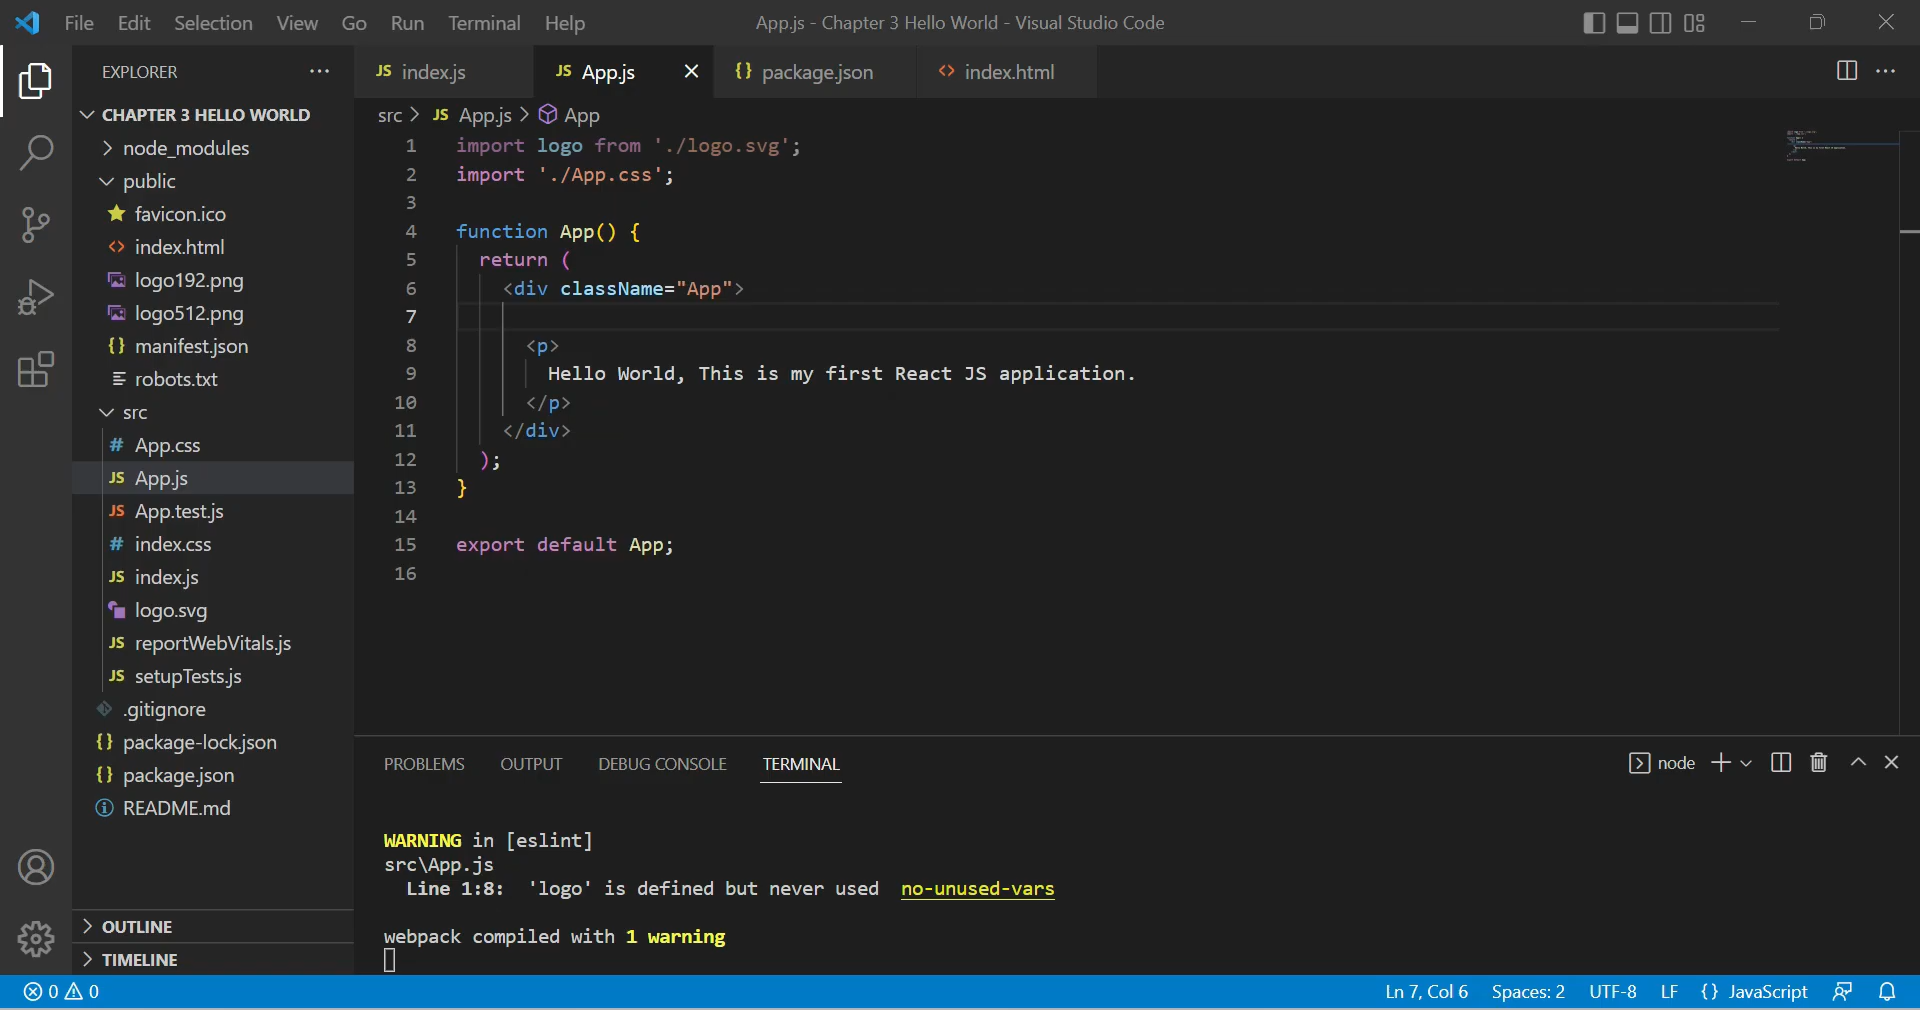 File Edit Selection View Go Run Terminal Help App.js - Chapter 3 Hello World - Visual Studio Code
EXPLORER ...
JS index.js JS App.js {} package.json <> index.html
CHAPTER 3 HELLO WORLD
node_modules
public
favicon.ico
<> index.html
logo192.png
logo512.png
{} manifest.json
robots.txt
src
# App.css
JS App.js
JS App.test.js
# index.css
JS index.js
logo.svg
JS reportWebVitals.js
JS setupTests.js
.gitignore
{} package-lock.json
{} package.json
README.md
OUTLINE
TIMELINE
src > JS App.js > App
1 import logo from './logo.svg';
2 import './App.css';
3
4 function App() {
5 return (
6 <div className="App">
7
8 <p>
9 Hello World, This is my first React JS application.
10 </p>
11 </div>
12 );
13 }
14
15 export default App;
16
PROBLEMS OUTPUT DEBUG CONSOLE TERMINAL node
WARNING in [eslint]
src\App.js
Line 1:8: 'logo' is defined but never used no-unused-vars
webpack compiled with 1 warning
0 0 Ln 7, Col 6 Spaces: 2 UTF-8 LF {} JavaScript